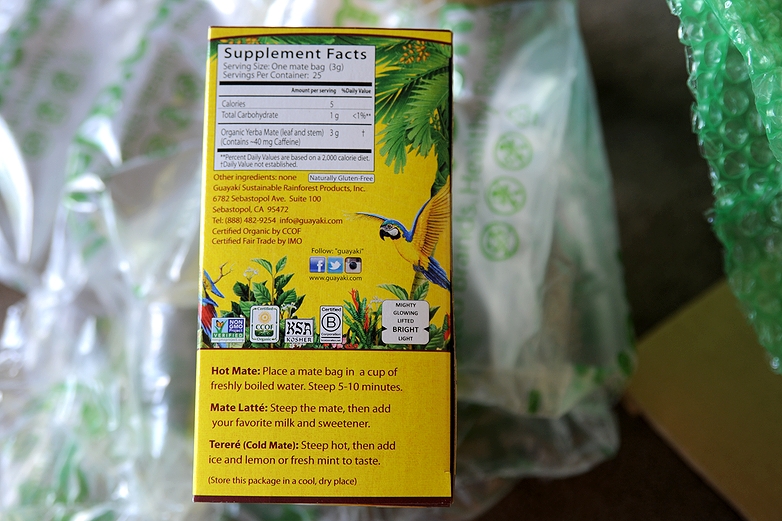 Supplement Facts
Serving Size: One mate bag (3g)
Servings Per Container: 25
Amount per serving %Daily Value
Calories 5
Total Carbohydrate 1 g <1%**
Organic Yerba Mate (leaf and stem) 3 g †
(Contains ~40 mg Caffeine)
**Percent Daily Values are based on a 2,000 calorie diet.
†Daily Value not established.
Other ingredients: none Naturally Gluten-Free
Guayakí Sustainable Rainforest Products, Inc.
6782 Sebastopol Ave. Suite 100
Sebastopol, CA 95472
Tel: (888) 482-9254 info@guayaki.com
Certified Organic by CCOF
Certified Fair Trade by IMO
Follow: "guayaki"
www.guayaki.com
NON
GMO
VERIFIED
Certified
CCOF
Organic
KSA
KOSHER
Certified
B
Corporation
MIGHTY
GLOWING
LIFTED
BRIGHT
LIGHT
Hot Mate: Place a mate bag in a cup of
freshly boiled water. Steep 5-10 minutes.
Mate Latté: Steep the mate, then add
your favorite milk and sweetener.
Tereré (Cold Mate): Steep hot, then add
ice and lemon or fresh mint to taste.
(Store this package in a cool, dry place)